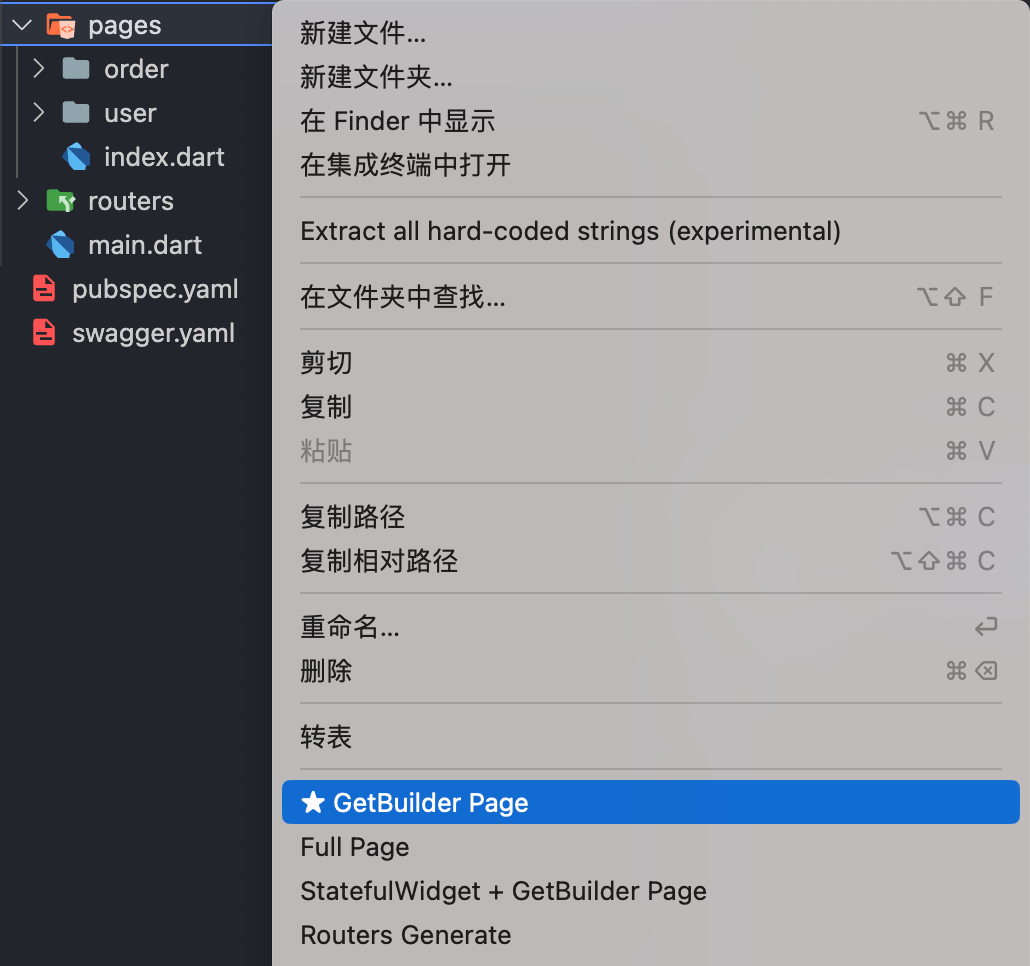 pages
order
user
index.dart
routers
main.dart
pubspec.yaml
swagger.yaml
新建文件...
新建文件夹...
在 Finder 中显示 ⌥⌘ R
在集成终端中打开
Extract all hard-coded strings (experimental)
在文件夹中查找... ⌥⇧ F
剪切 ⌘ X
复制 ⌘ C
粘贴 ⌘ V
复制路径 ⌥⌘ C
复制相对路径 ⌥⇧⌘ C
重命名... ⏎
删除 ⌘⌫
转表
★ GetBuilder Page
Full Page
StatefulWidget + GetBuilder Page
Routers Generate